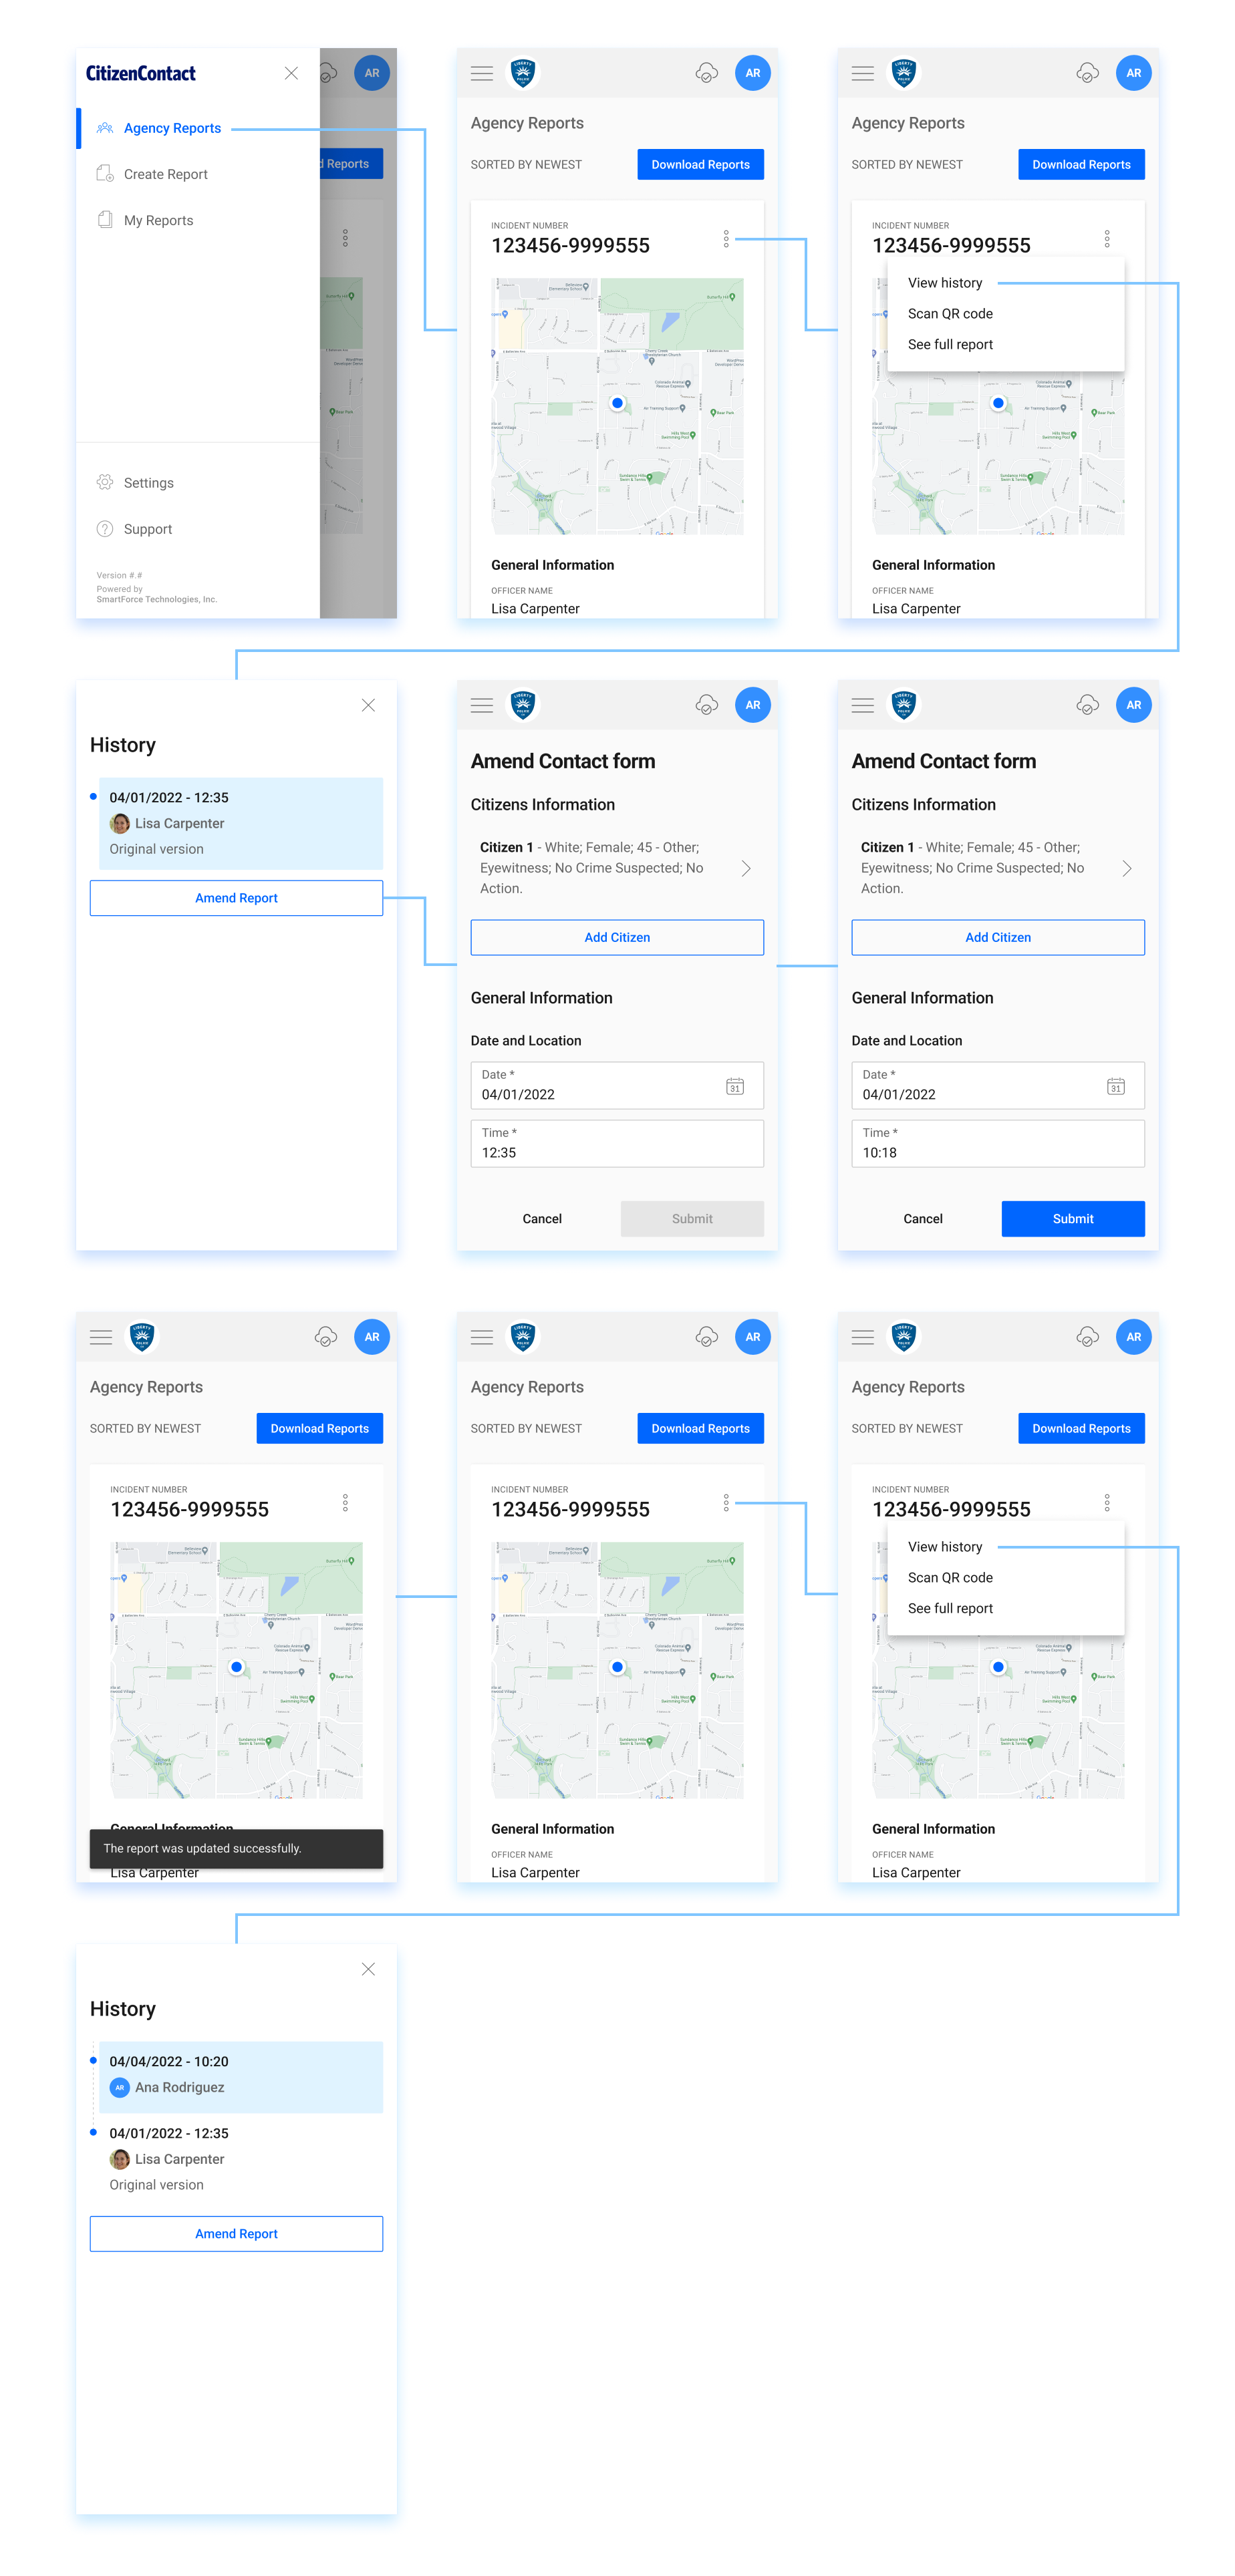 CitizenContact
AR
Agency Reports
d Reports
Create Report
My Reports
Settings
Support
Version #.#
Powered by
SmartForce Technologies, Inc.
AR
Agency Reports
SORTED BY NEWEST
Download Reports
INCIDENT NUMBER
123456-9999555
General Information
OFFICER NAME
Lisa Carpenter
AR
Agency Reports
SORTED BY NEWEST
Download Reports
INCIDENT NUMBER
123456-9999555
View history
Scan QR code
See full report
General Information
OFFICER NAME
Lisa Carpenter
History
04/01/2022 - 12:35
Lisa Carpenter
Original version
Amend Report
LIBERTY
POLICE
AR
Amend Contact form
Citizens Information
Citizen 1 - White; Female; 45 - Other;
Eyewitness; No Crime Suspected; No
Action.
Add Citizen
General Information
Date and Location
Date *
04/01/2022
31
Time *
12:35
Cancel
Submit
LIBERTY
POLICE
AR
Amend Contact form
Citizens Information
Citizen 1 - White; Female; 45 - Other;
Eyewitness; No Crime Suspected; No
Action.
Add Citizen
General Information
Date and Location
Date *
04/01/2022
31
Time *
10:18
Cancel
Submit
AR
Agency Reports
SORTED BY NEWEST
Download Reports
INCIDENT NUMBER
123456-9999555
General Information
The report was updated successfully.
Lisa Carpenter
AR
Agency Reports
SORTED BY NEWEST
Download Reports
INCIDENT NUMBER
123456-9999555
General Information
OFFICER NAME
Lisa Carpenter
AR
Agency Reports
SORTED BY NEWEST
Download Reports
INCIDENT NUMBER
123456-9999555
View history
Scan QR code
See full report
General Information
OFFICER NAME
Lisa Carpenter
History
04/04/2022 - 10:20
AR
Ana Rodriguez
04/01/2022 - 12:35
Lisa Carpenter
Original version
Amend Report